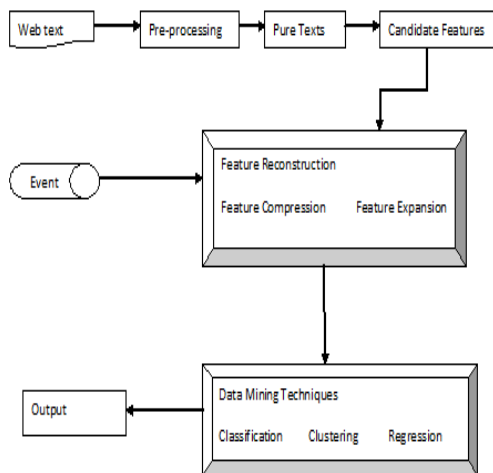 Web text
Pre-processing
Pure Texts
Candidate Features
Feature Reconstruction
Event
Feature Compression
Feature Expansion
Data Mining Techniques
Output
Classification
Clustering
Regression